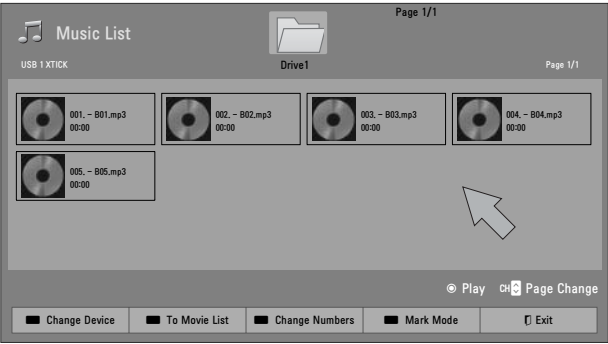 Page 1/1
Music List
USB 1 XTICK
Drive1
Page 1/1
001. - B01.mp3
00:00
002. - B02.mp3
00:00
003. - B03.mp3
00:00
004. - B04.mp3
00:00
005. - B05.mp3
00:00
Play
CH Page Change
Change Device
To Movie List
Change Numbers
Mark Mode
Exit